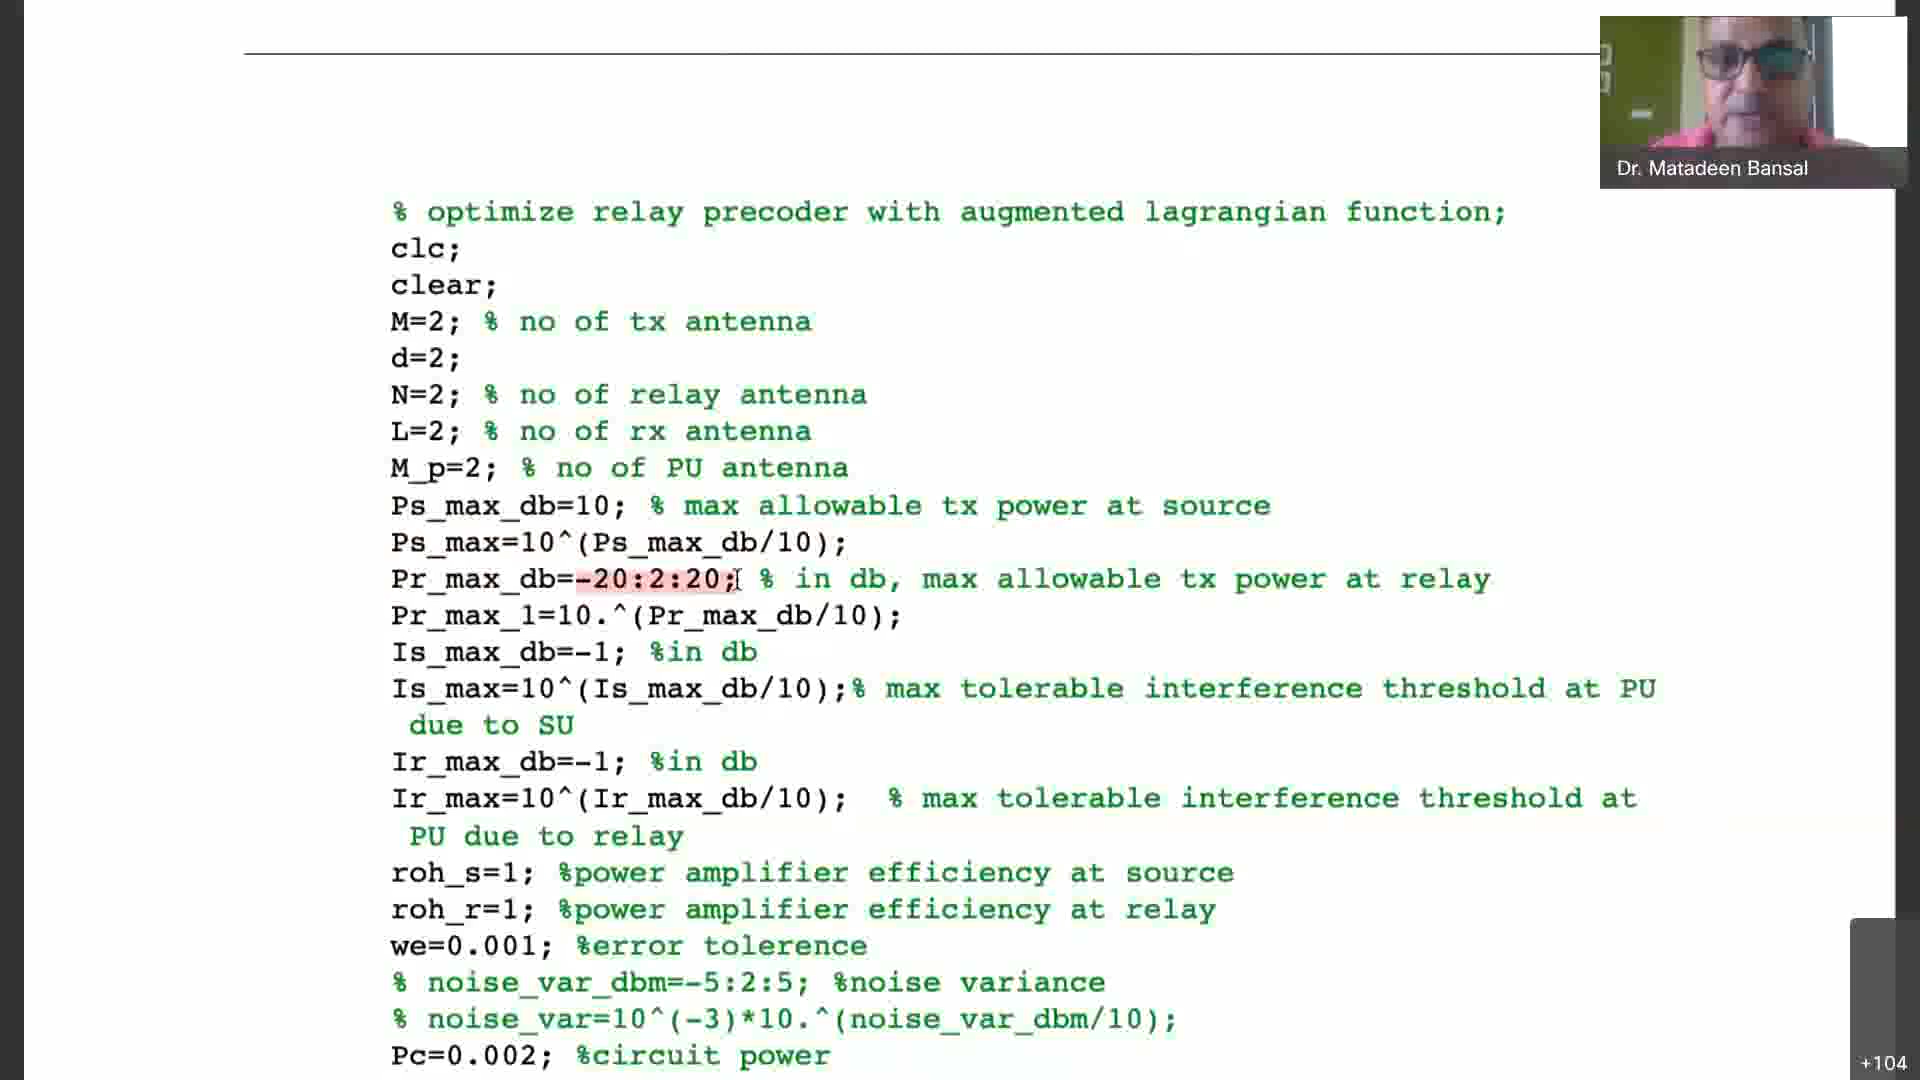 Dr. Matadeen Bansal
% optimize relay precoder with augmented lagrangian function;
clc;
clear;
M=2; % no of tx antenna
d=2;
N=2; % no of relay antenna
L=2; % no of rx antenna
M_p=2; % no of PU antenna
Ps_max_db=10; % max allowable tx power at source
Ps_max=10^(Ps_max_db/10);
Pr_max_db=-20:2:20; % in db, max allowable tx power at relay
Pr_max_1=10.^(Pr_max_db/10);
Is_max_db=-1; %in db
Is_max=10^(Is_max_db/10);% max tolerable interference threshold at PU
due to SU
Ir_max_db=-1; %in db
Ir_max=10^(Ir_max_db/10);  % max tolerable interference threshold at
PU due to relay
roh_s=1; %power amplifier efficiency at source
roh_r=1; %power amplifier efficiency at relay
we=0.001; %error tolerence
% noise_var_dbm=-5:2:5; %noise variance
% noise_var=10^(-3)*10.^(noise_var_dbm/10);
Pc=0.002; %circuit power
+104